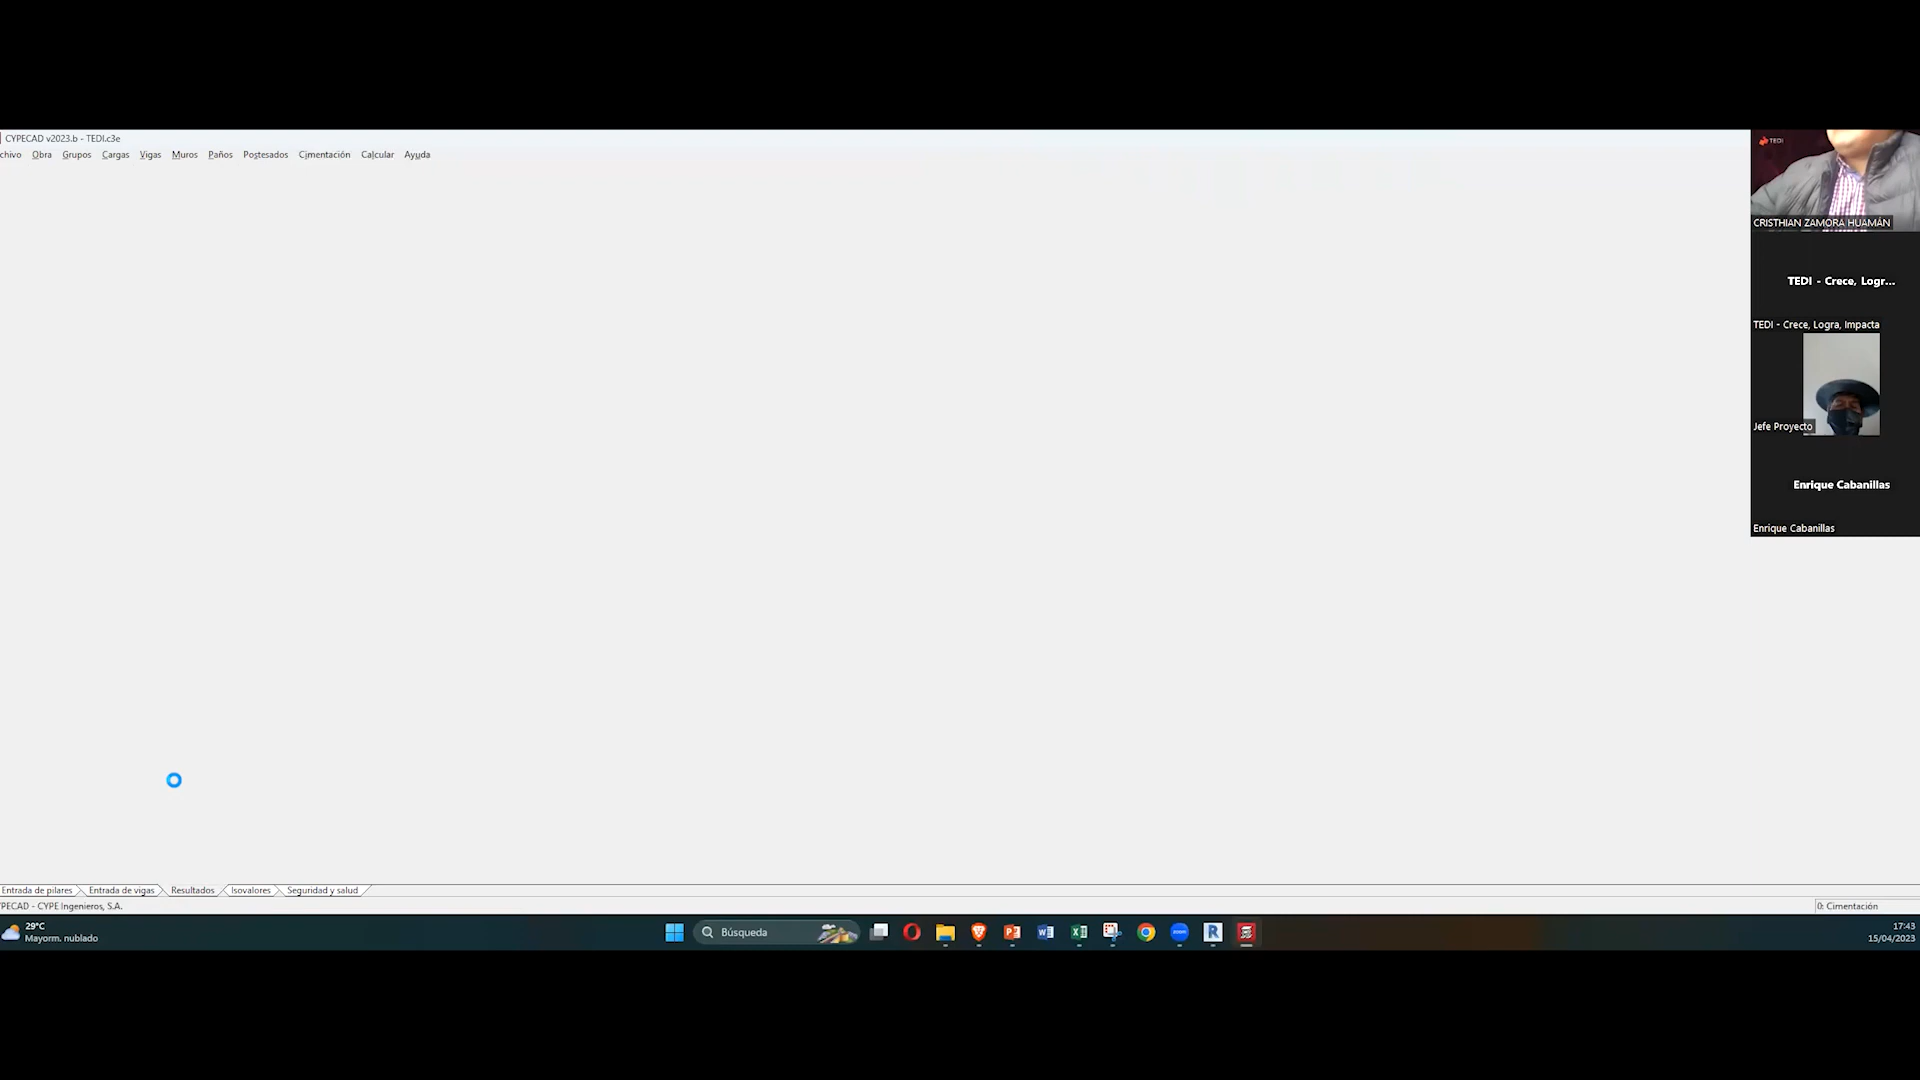 CYPECAD v2023.b - TEDI.c3e
chivo Obra Grupos Cargas Vigas Muros Paños Postesados Cimentación Calcular Ayuda
TEDI
CRISTHIAN ZAMORA HUAMÁN
TEDI - Crece, Logr...
TEDI - Crece, Logra, Impacta
Jefe Proyecto
Enrique Cabanillas
Enrique Cabanillas
Entrada de pilares Entrada de vigas Resultados Isovalores Seguridad y salud
YPECAD - CYPE Ingenieros, S.A.
0: Cimentación
29°C
Mayorm. nublado
Búsqueda
17:43
15/04/2023